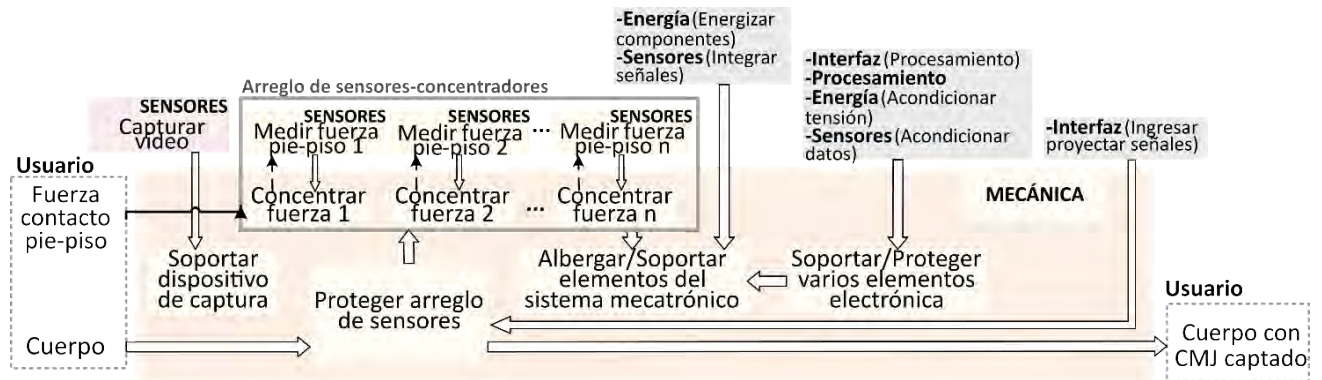 -Energía (Energizar
componentes)
-Sensores (Integrar
señales)
-Interfaz (Procesamiento)
-Procesamiento
-Energía (Acondicionar
tensión)
-Sensores (Acondicionar
datos)
-Interfaz (Ingresar
proyectar señales)
Arreglo de sensores-concentradores
SENSORES
Capturar
video
SENSORES
Medir fuerza
pie-piso 1
SENSORES
Medir fuerza
pie-piso 2
...
SENSORES
Medir fuerza
pie-piso n
Usuario
Fuerza
contacto
pie-piso
Concentrar
fuerza 1
Concentrar
fuerza 2
...
Concentrar
fuerza n
MECÁNICA
Soportar
dispositivo
de captura
Proteger arreglo
de sensores
Albergar/Soportar
elementos del
sistema mecatrónico
Soportar/Proteger
varios elementos
electrónica
Cuerpo
Usuario
Cuerpo con
CMJ captado